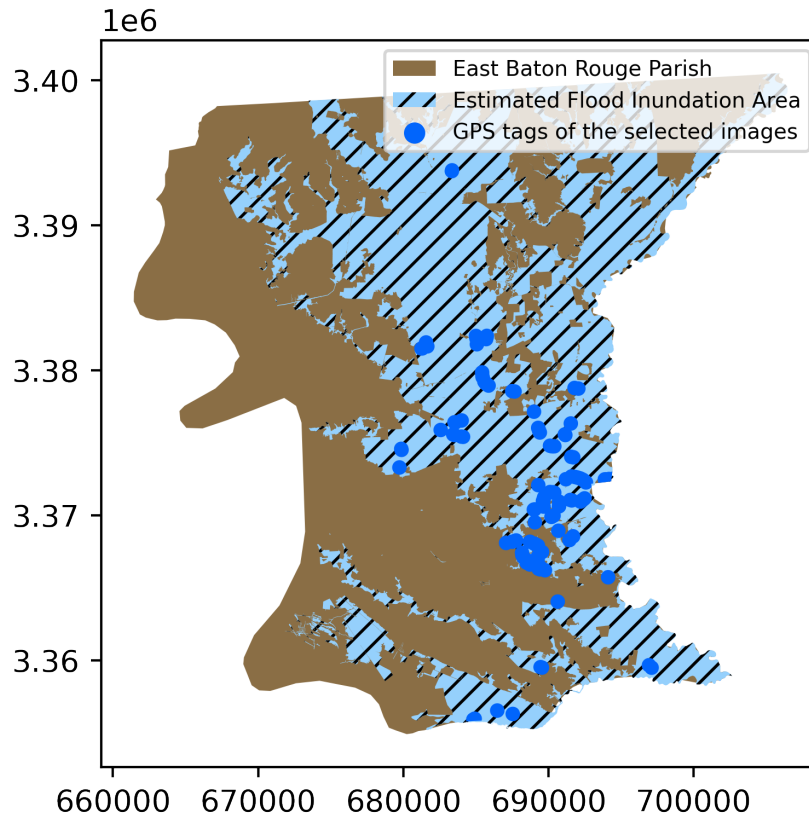 1e6
3.40
East Baton Rouge Parish
Estimated Flood Inundation Area
GPS tags of the selected images
3.39
3.38
3.37
3.36
660000 670000 680000 690000 700000